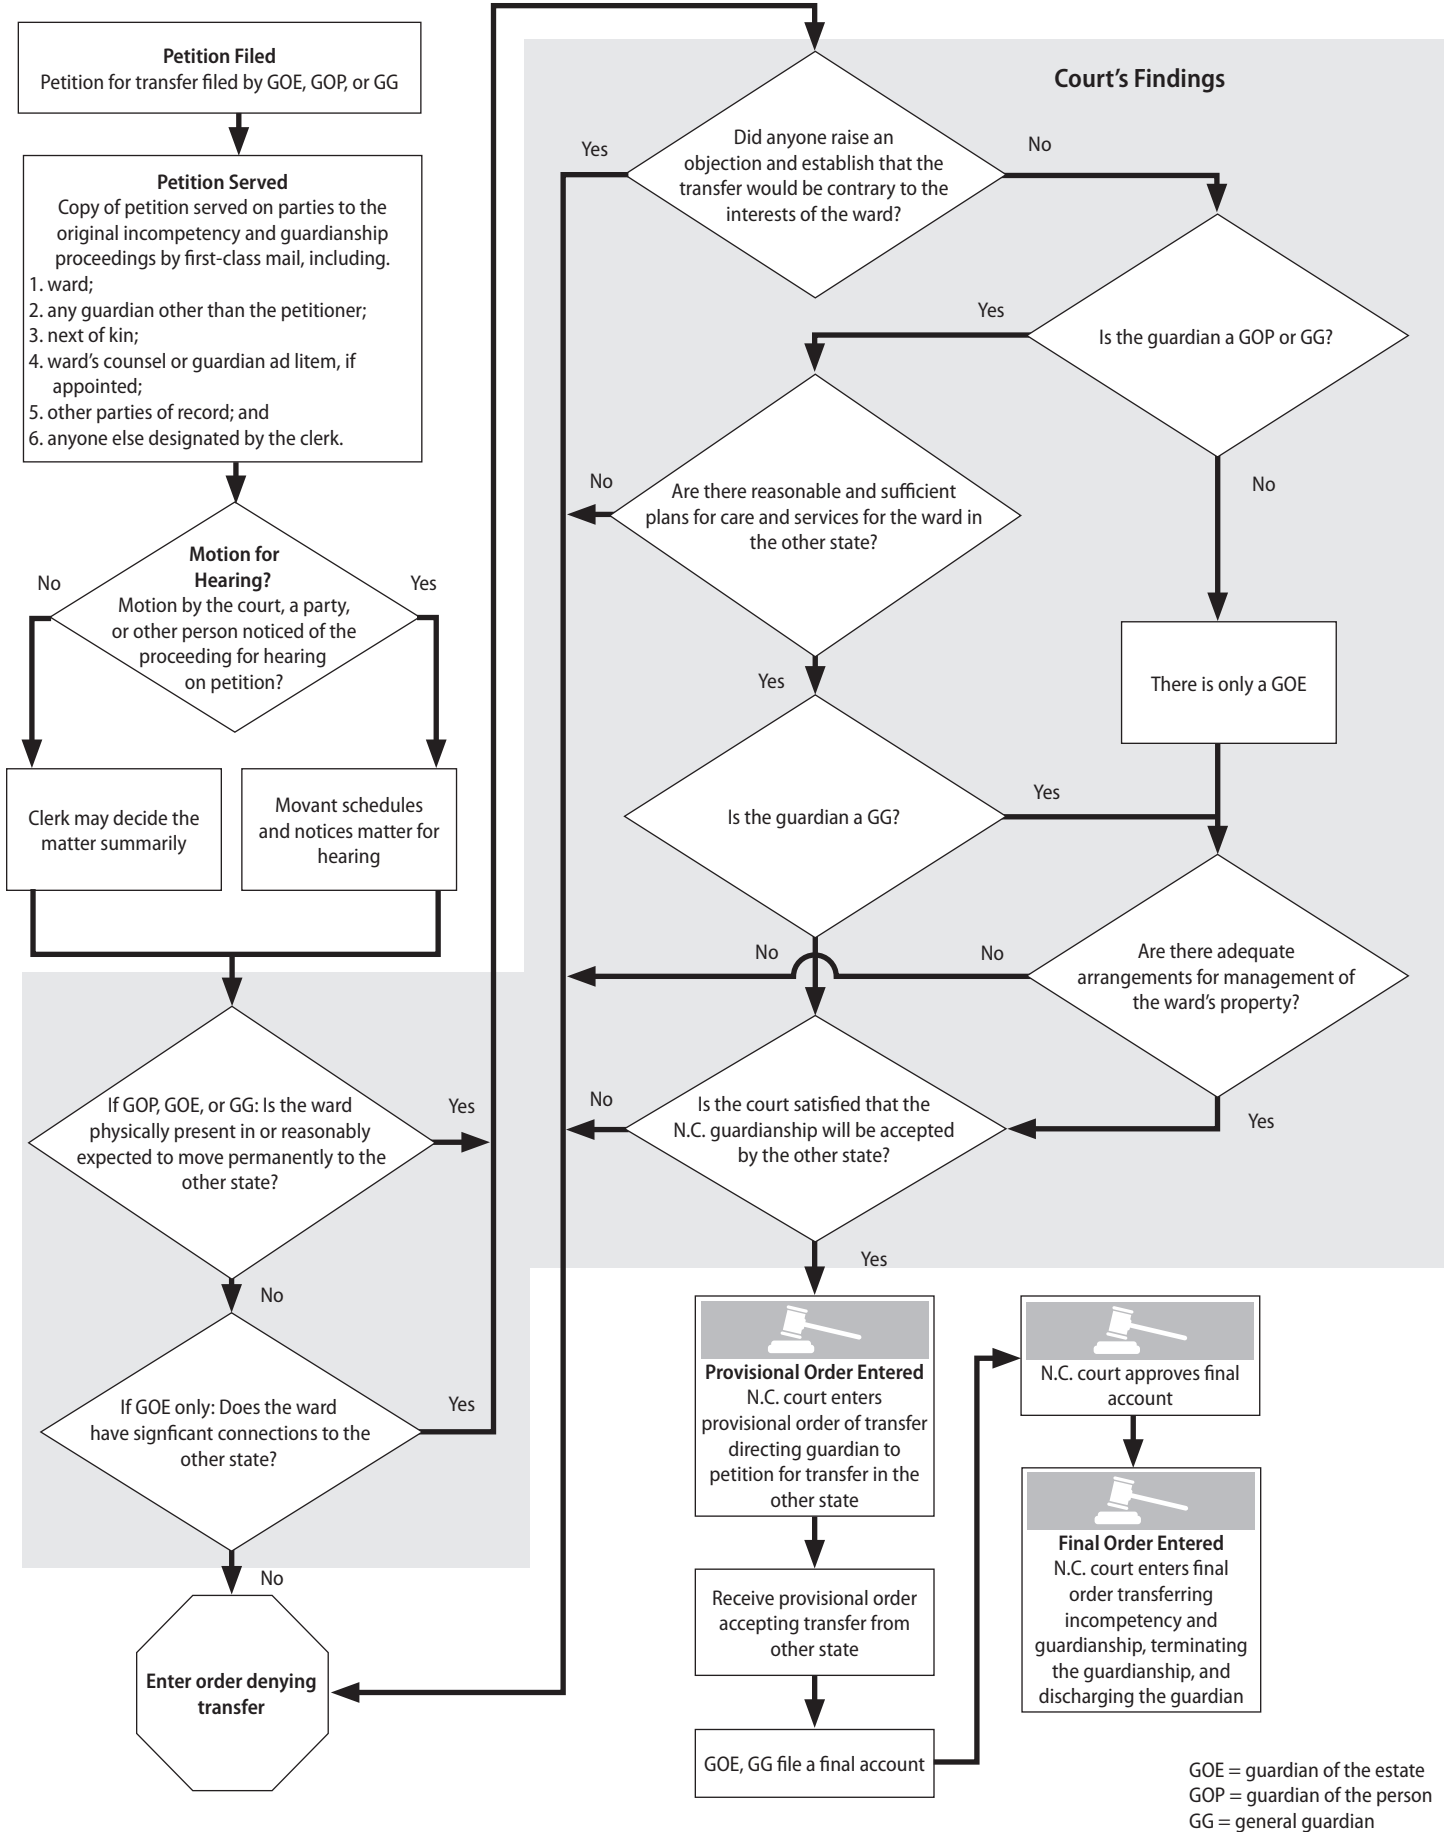 Petition Filed
Petition for transfer filed by GOE, GOP, or GG
Petition Served
Copy of petition served on parties to the
original incompetency and guardianship
proceedings by first-class mail, including.
1. ward;
2. any guardian other than the petitioner;
3. next of kin;
4. ward’s counsel or guardian ad litem, if
appointed;
5. other parties of record; and
6. anyone else designated by the clerk.
Motion for
Hearing?
Motion by the court, a party,
or other person noticed of the
proceeding for hearing
on petition?
No
Yes
Clerk may decide the
matter summarily
Movant schedules
and notices matter for
hearing
If GOP, GOE, or GG: Is the ward
physically present in or reasonably
expected to move permanently to the
other state?
Yes
No
If GOE only: Does the ward
have signficant connections to the
other state?
Yes
No
Enter order denying
transfer
Court’s Findings
Did anyone raise an
objection and establish that the
transfer would be contrary to the
interests of the ward?
Yes
No
Is the guardian a GOP or GG?
Yes
No
Are there reasonable and sufficient
plans for care and services for the ward in
the other state?
No
Yes
There is only a GOE
Is the guardian a GG?
Yes
No
Are there adequate
arrangements for management of
the ward’s property?
No
Yes
Is the court satisfied that the
N.C. guardianship will be accepted
by the other state?
No
Yes
Provisional Order Entered
N.C. court enters
provisional order of transfer
directing guardian to
petition for transfer in the
other state
Receive provisional order
accepting transfer from
other state
GOE, GG file a final account
N.C. court approves final
account
Final Order Entered
N.C. court enters final
order transferring
incompetency and
guardianship, terminating
the guardianship, and
discharging the guardian
GOE = guardian of the estate
GOP = guardian of the person
GG = general guardian